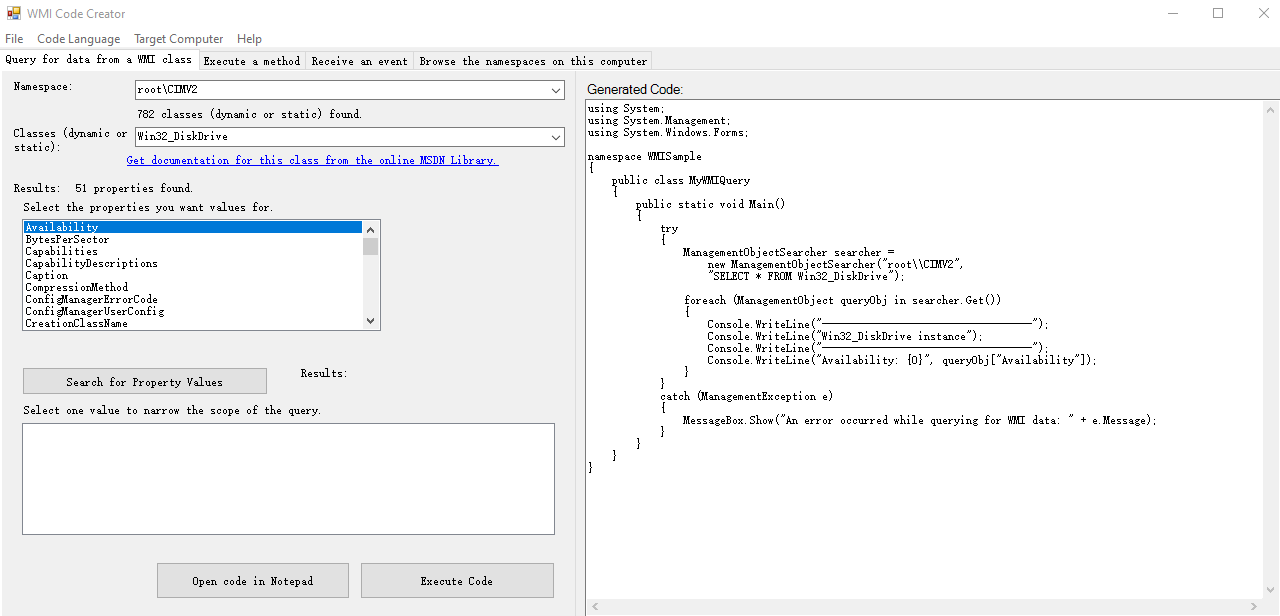 WMI Code Creator
File Code Language Target Computer Help
Query for data from a WMI class Execute a method Receive an event Browse the namespaces on this computer
Namespace:
root\CIMV2
782 classes (dynamic or static) found.
Classes (dynamic or
static):
Win32_DiskDrive
Get documentation for this class from the online MSDN Library.
Results: 51 properties found.
Select the properties you want values for.
Availability
BytesPerSector
Capabilities
CapabilityDescriptions
Caption
CompressionMethod
ConfigManagerErrorCode
ConfigManagerUserConfig
CreationClassName
Search for Property Values
Results:
Select one value to narrow the scope of the query.
Open code in Notepad
Execute Code
Generated Code:
using System;
using System.Management;
using System.Windows.Forms;
namespace WMISample
{
    public class MyWMIQuery
    {
        public static void Main()
        {
            try
            {
                ManagementObjectSearcher searcher =
                    new ManagementObjectSearcher("root\\CIMV2",
                    "SELECT * FROM Win32_DiskDrive");
                foreach (ManagementObject queryObj in searcher.Get())
                {
                    Console.WriteLine("-----------------------------------");
                    Console.WriteLine("Win32_DiskDrive instance");
                    Console.WriteLine("-----------------------------------");
                    Console.WriteLine("Availability: {0}", queryObj["Availability"]);
                }
            }
            catch (ManagementException e)
            {
                MessageBox.Show("An error occurred while querying for WMI data: " + e.Message);
            }
        }
    }
}